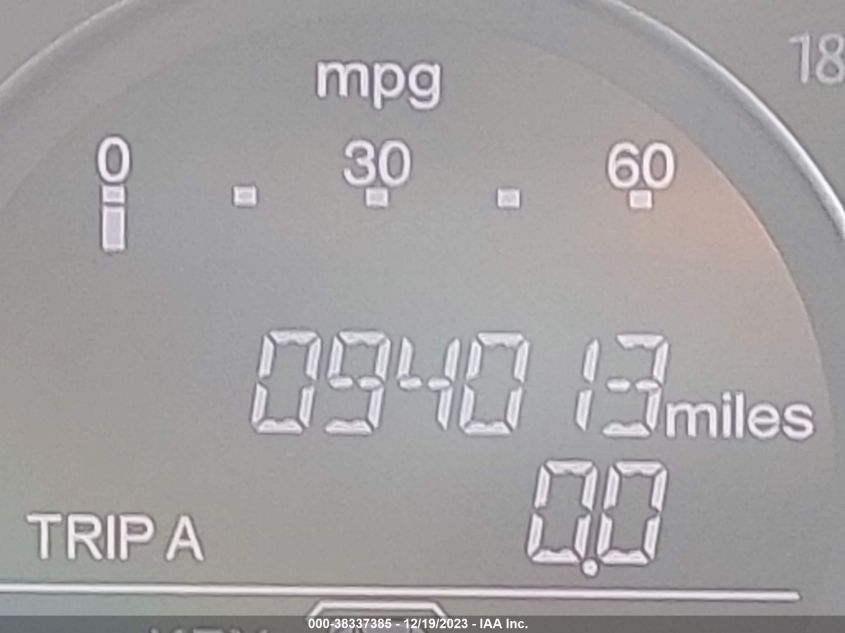 18
mpg
0 30 60
094013 miles
TRIP A 0.0
000-38337385 - 12/19/2023 - IAA Inc.